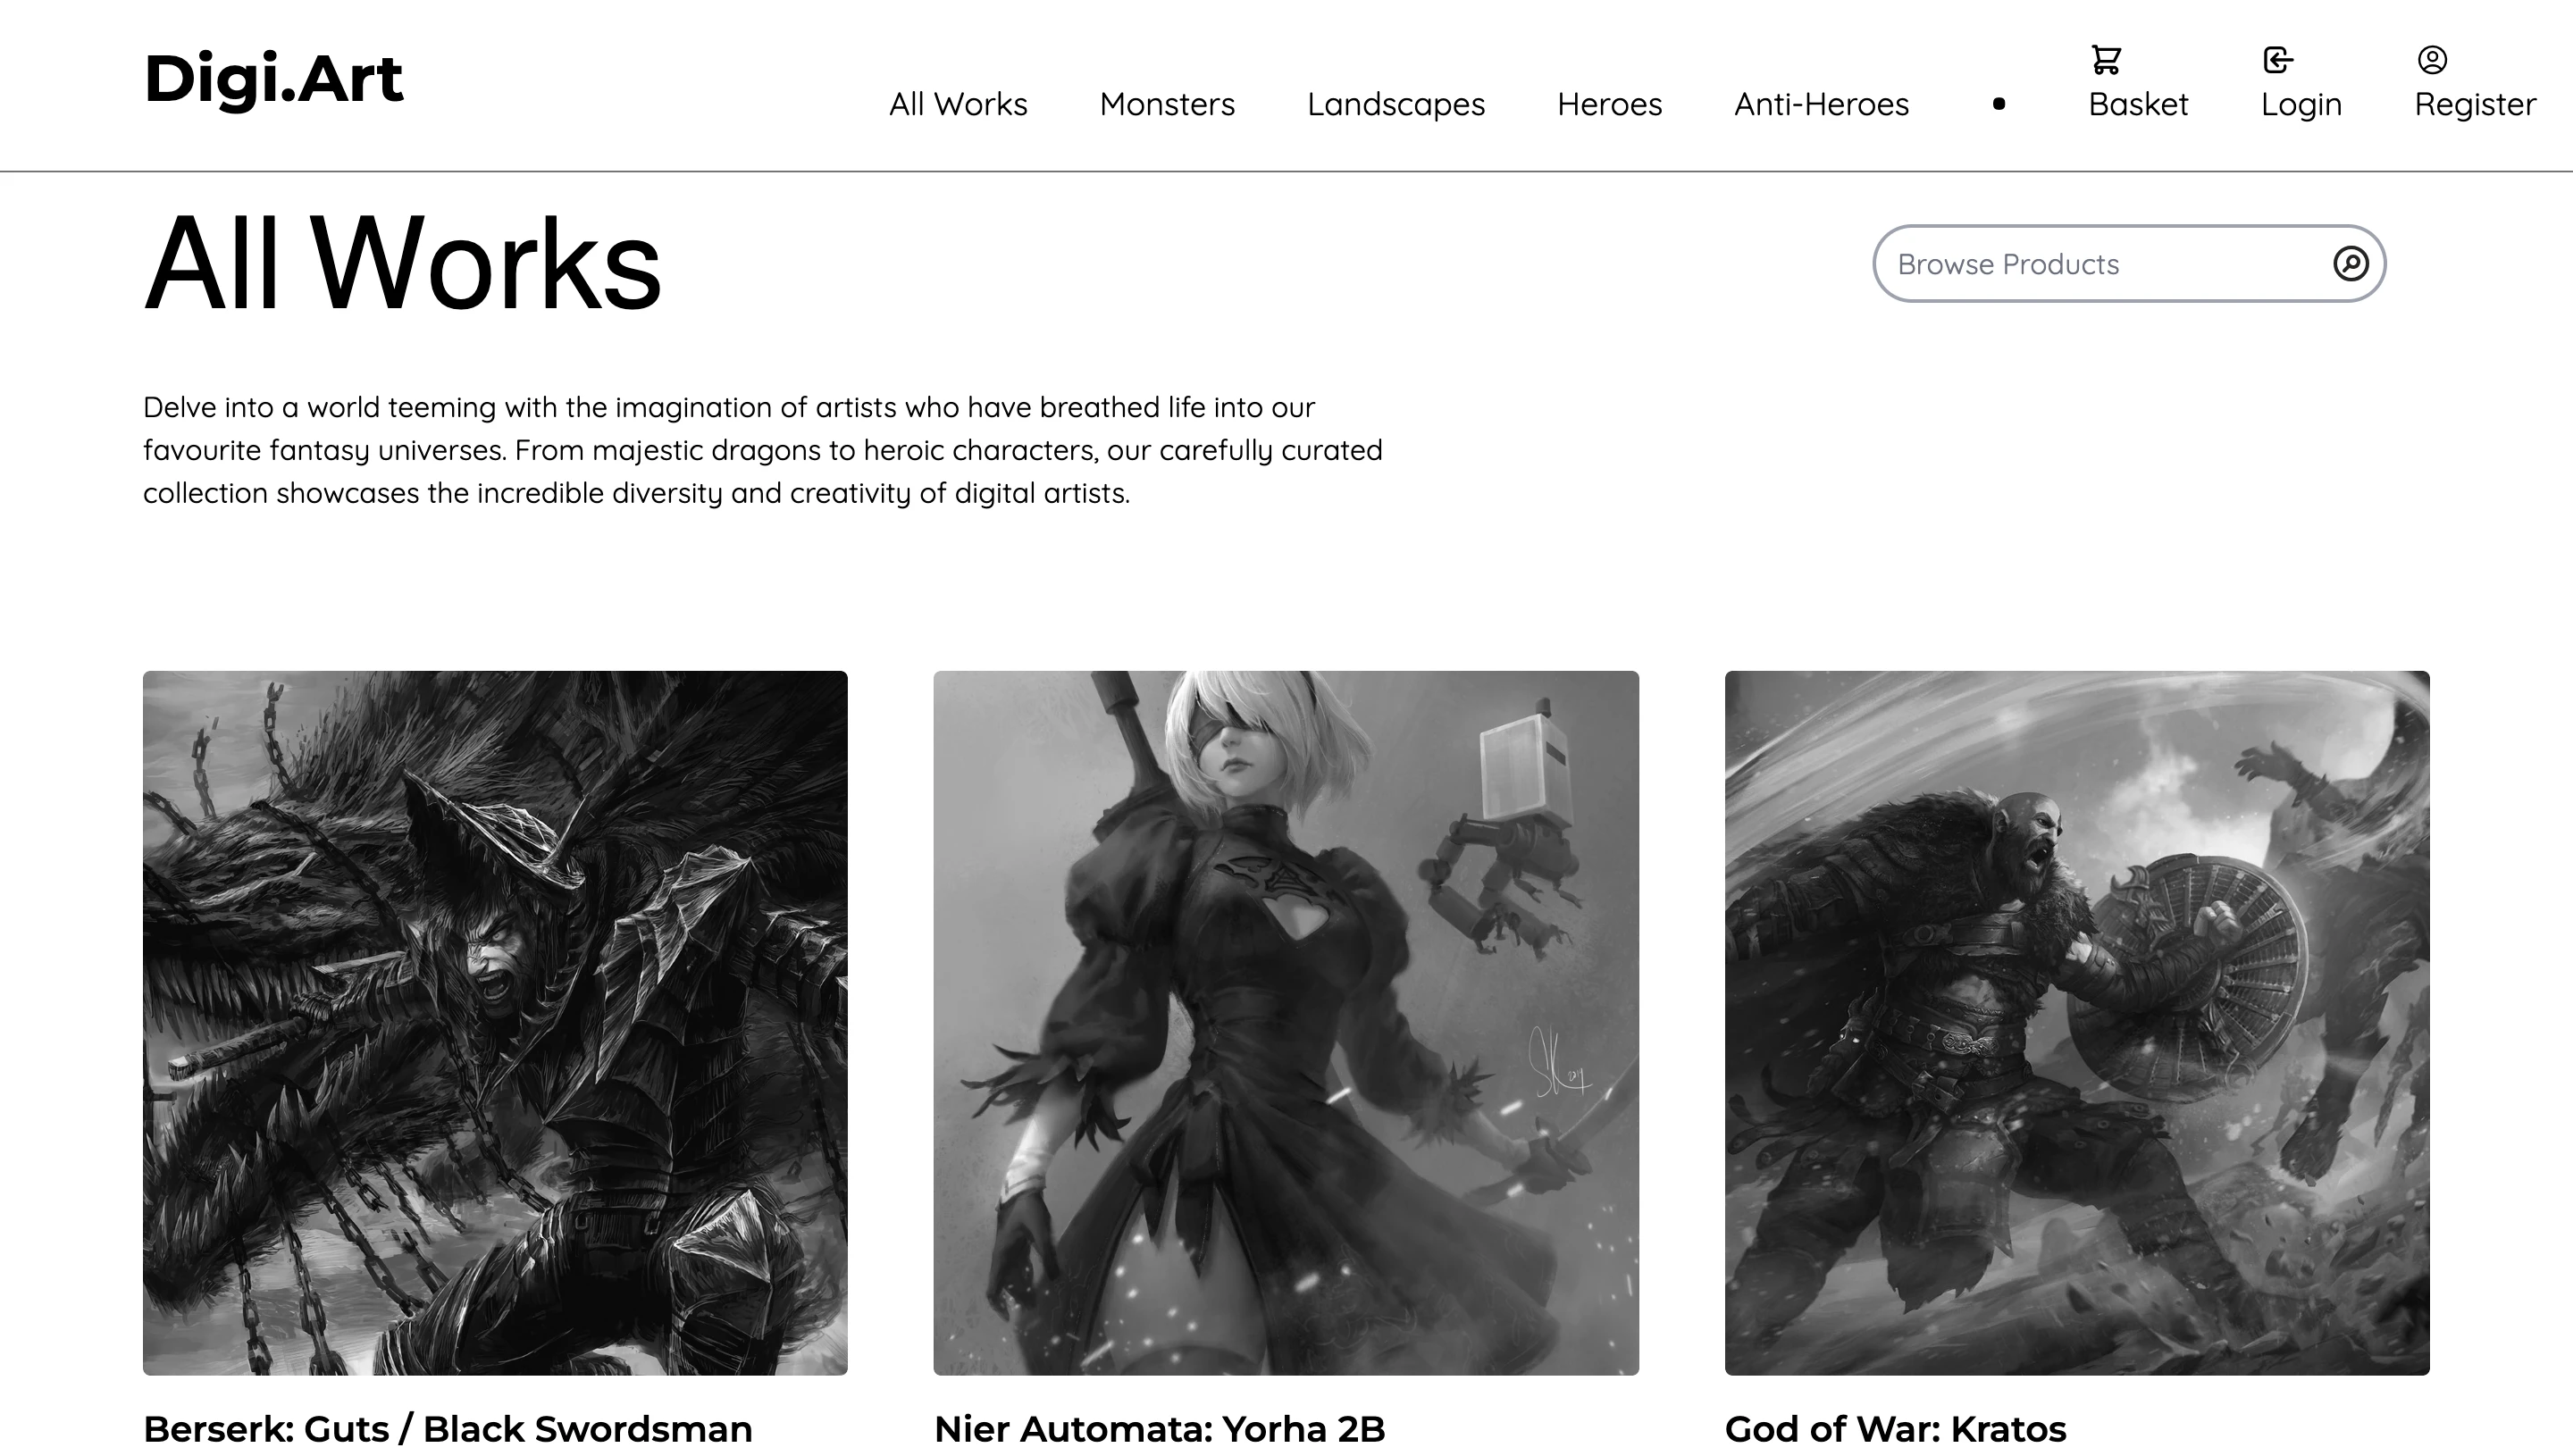 Digi.Art
All Works
Monsters
Landscapes
Heroes
Anti-Heroes
Basket
Login
Register
All Works
Browse Products
Delve into a world teeming with the imagination of artists who have breathed life into our
favourite fantasy universes. From majestic dragons to heroic characters, our carefully curated
collection showcases the incredible diversity and creativity of digital artists.
SK
Berserk: Guts / Black Swordsman
Nier Automata: Yorha 2B
God of War: Kratos